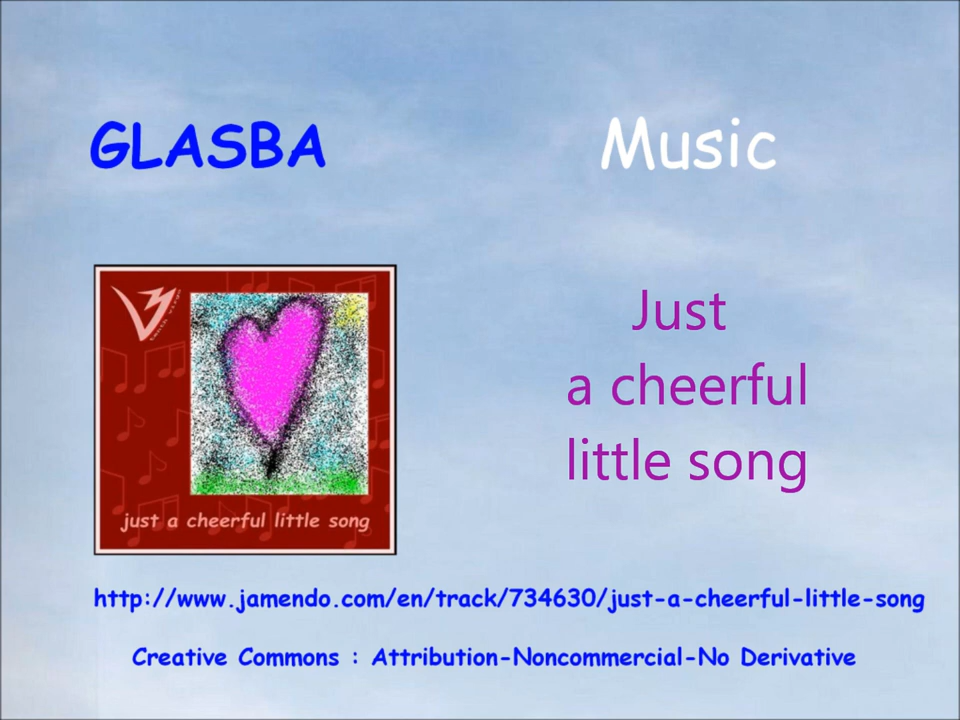 GLASBA
Music
just a cheerful little song
Just
a cheerful
little song
http://www.jamendo.com/en/track/734630/just-a-cheerful-little-song
Creative Commons : Attribution-Noncommercial-No Derivative